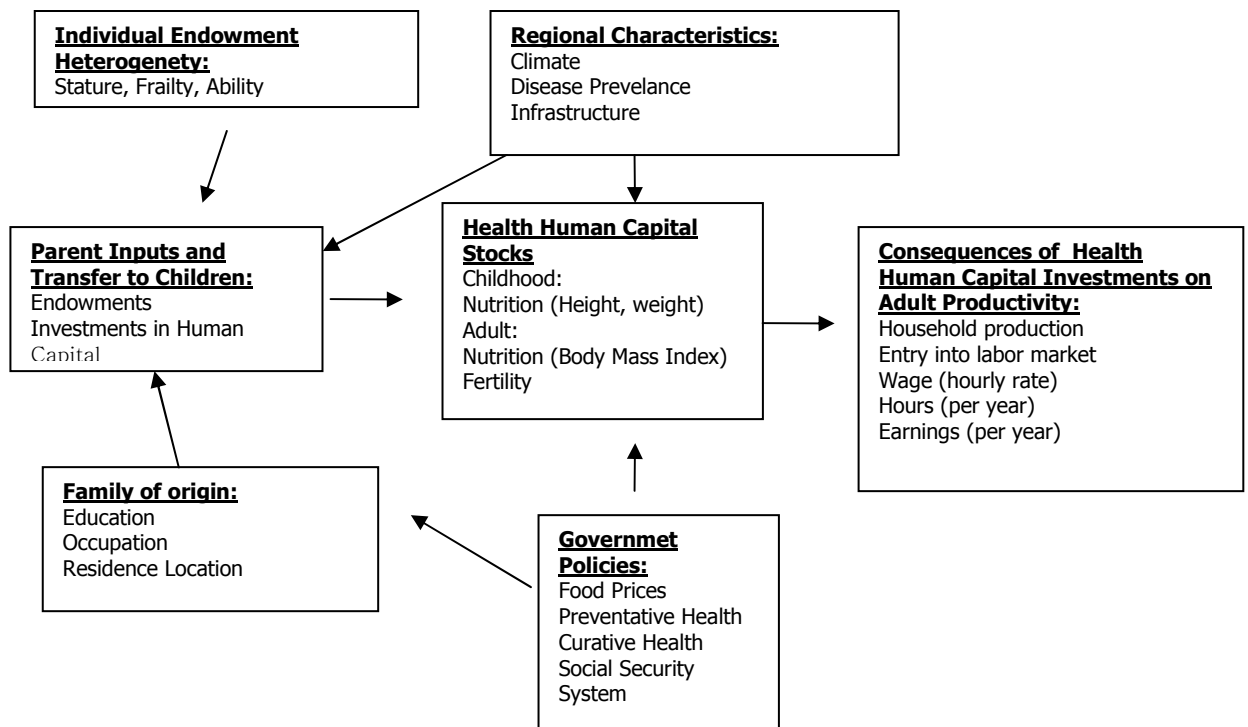 Individual Endowment
Heterogenety:
Stature, Frailty, Ability
Regional Characteristics:
Climate
Disease Prevelance
Infrastructure
Parent Inputs and
Transfer to Children:
Endowments
Investments in Human
Capital
Health Human Capital
Stocks
Childhood:
Nutrition (Height, weight)
Adult:
Nutrition (Body Mass Index)
Fertility
Consequences of Health
Human Capital Investments on
Adult Productivity:
Household production
Entry into labor market
Wage (hourly rate)
Hours (per year)
Earnings (per year)
Family of origin:
Education
Occupation
Residence Location
Governmet
Policies:
Food Prices
Preventative Health
Curative Health
Social Security
System